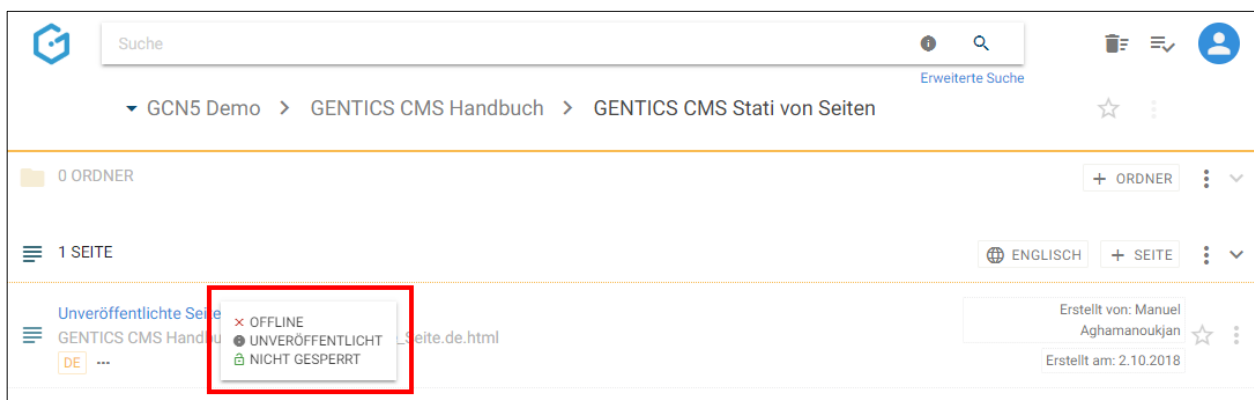 Suche
Erweiterte Suche
GCN5 Demo > GENTICS CMS Handbuch > GENTICS CMS Stati von Seiten
0 ORDNER
+ ORDNER
1 SEITE
ENGLISCH
+ SEITE
Unveröffentlichte Seite
GENTICS CMS Handbu
_Seite.de.html
DE
OFFLINE
UNVERÖFFENTLICHT
NICHT GESPERRT
Erstellt von: Manuel
Aghamanoukjan
Erstellt am: 2.10.2018